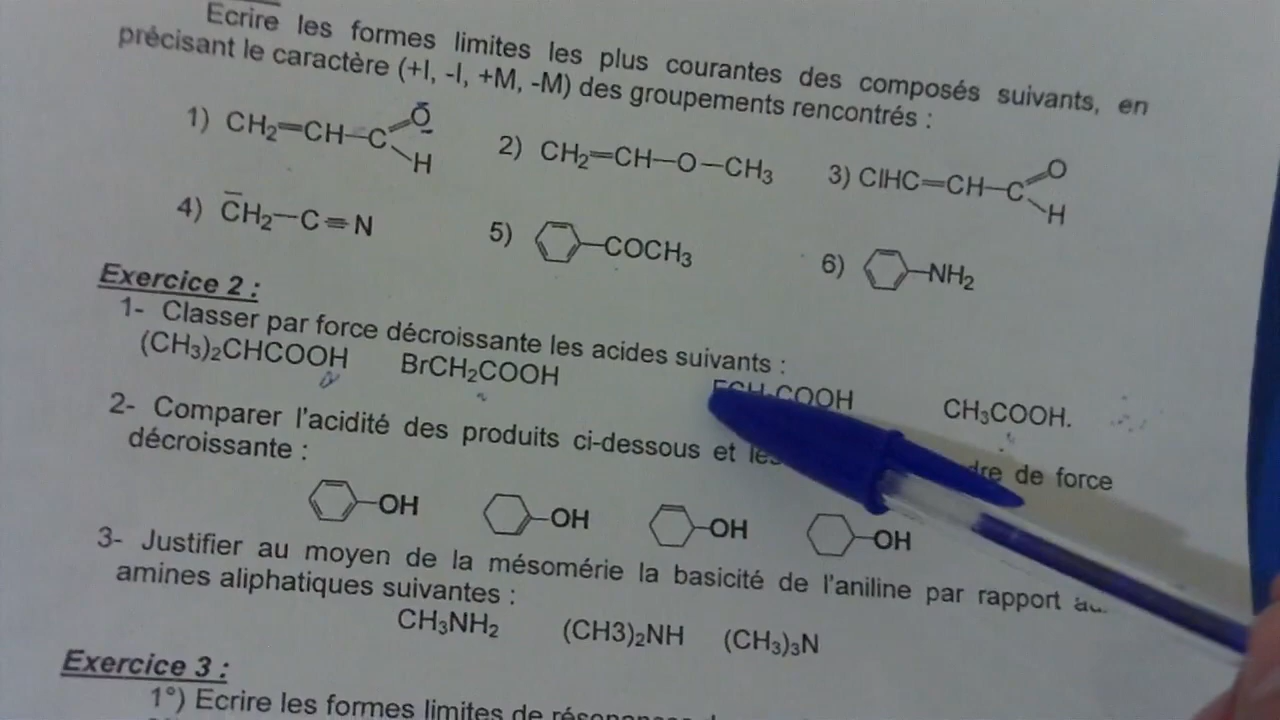 Ecrire les formes limites les plus courantes des composés suivants, en
précisant le caractère (+I, -I, +M, -M) des groupements rencontrés :
1) CH₂=CH-C O H 2) CH₂=CH-O-CH₃ 3) ClHC=CH-C O H
4) CH₂-C≡N 5) -COCH₃ 6) -NH₂
Exercice 2 :
1- Classer par force décroissante les acides suivants :
(CH₃)₂CHCOOH BrCH₂COOH COOH CH₃COOH.
2- Comparer l'acidité des produits ci-dessous et de force
décroissante :
-OH -OH -OH -OH
3- Justifier au moyen de la mésomérie la basicité de l'aniline par rapport
amines aliphatiques suivantes :
CH₃NH₂ (CH3)₂NH (CH₃)₃N
Exercice 3 :
1°) Ecrire les formes limites de